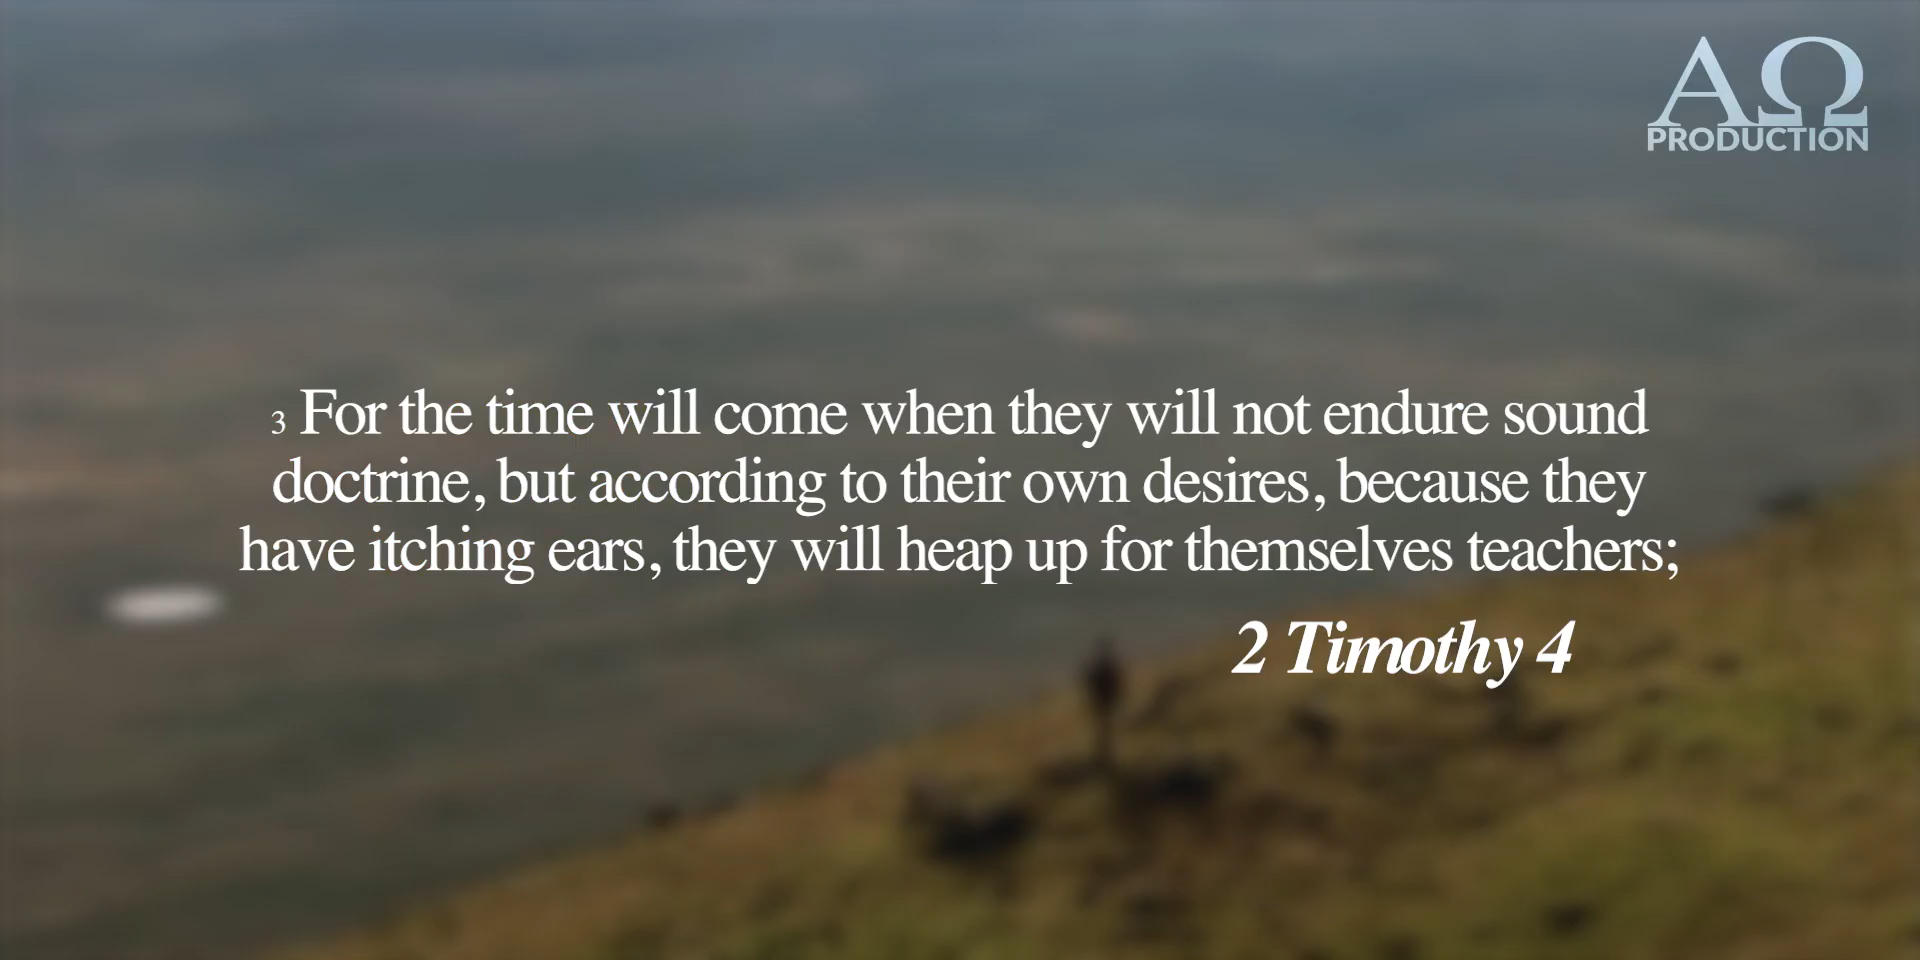 ΑΩ
PRODUCTION
3 For the time will come when they will not endure sound
doctrine, but according to their own desires, because they
have itching ears, they will heap up for themselves teachers;
2 Timothy 4